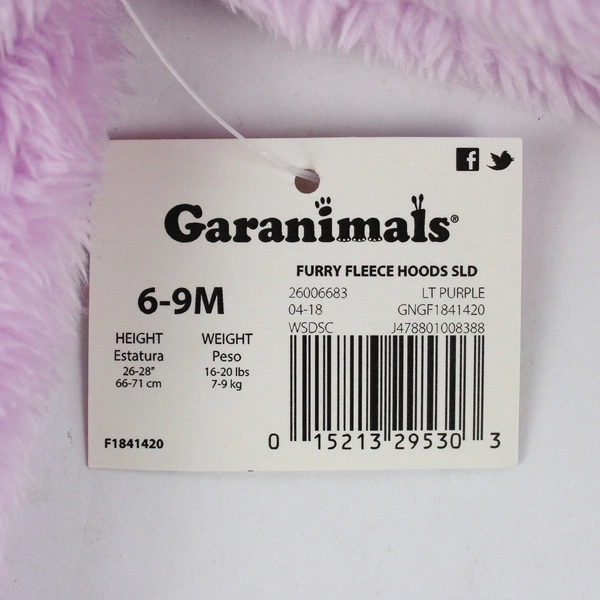 Garanimals®
FURRY FLEECE HOODS SLD
6-9M
26006683 LT PURPLE
04-18 GNGF1841420
WSDSC J478801008388
HEIGHT WEIGHT
Estatura Peso
26-28" 16-20 lbs
66-71 cm 7-9 kg
F1841420
0 15213 29530 3